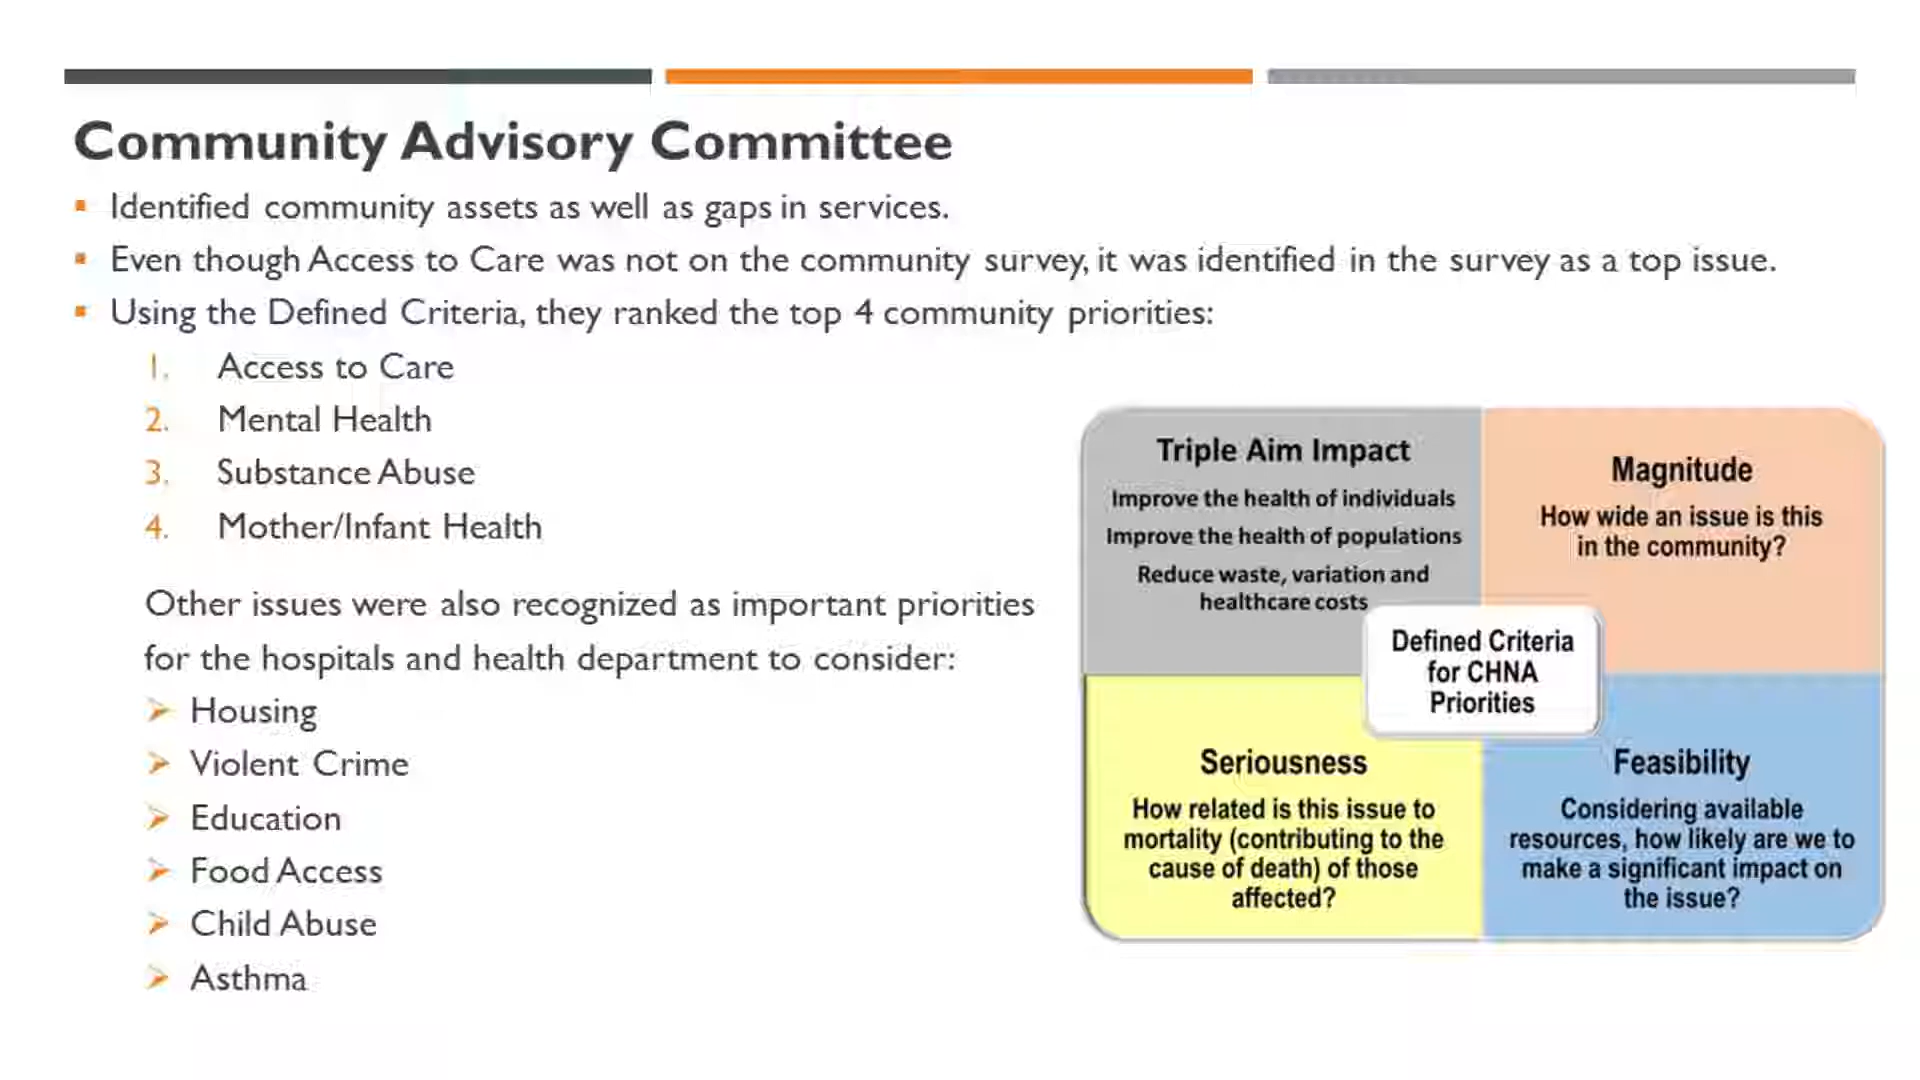 Community Advisory Committee
▪ Identified community assets as well as gaps in services.
▪ Even though Access to Care was not on the community survey, it was identified in the survey as a top issue.
▪ Using the Defined Criteria, they ranked the top 4 community priorities:
1. Access to Care
2. Mental Health
3. Substance Abuse
4. Mother/Infant Health
Other issues were also recognized as important priorities
for the hospitals and health department to consider:
➢ Housing
➢ Violent Crime
➢ Education
➢ Food Access
➢ Child Abuse
➢ Asthma
Triple Aim Impact
Improve the health of individuals
Improve the health of populations
Reduce waste, variation and
healthcare costs
Magnitude
How wide an issue is this
in the community?
Defined Criteria
for CHNA
Priorities
Seriousness
How related is this issue to
mortality (contributing to the
cause of death) of those
affected?
Feasibility
Considering available
resources, how likely are we to
make a significant impact on
the issue?